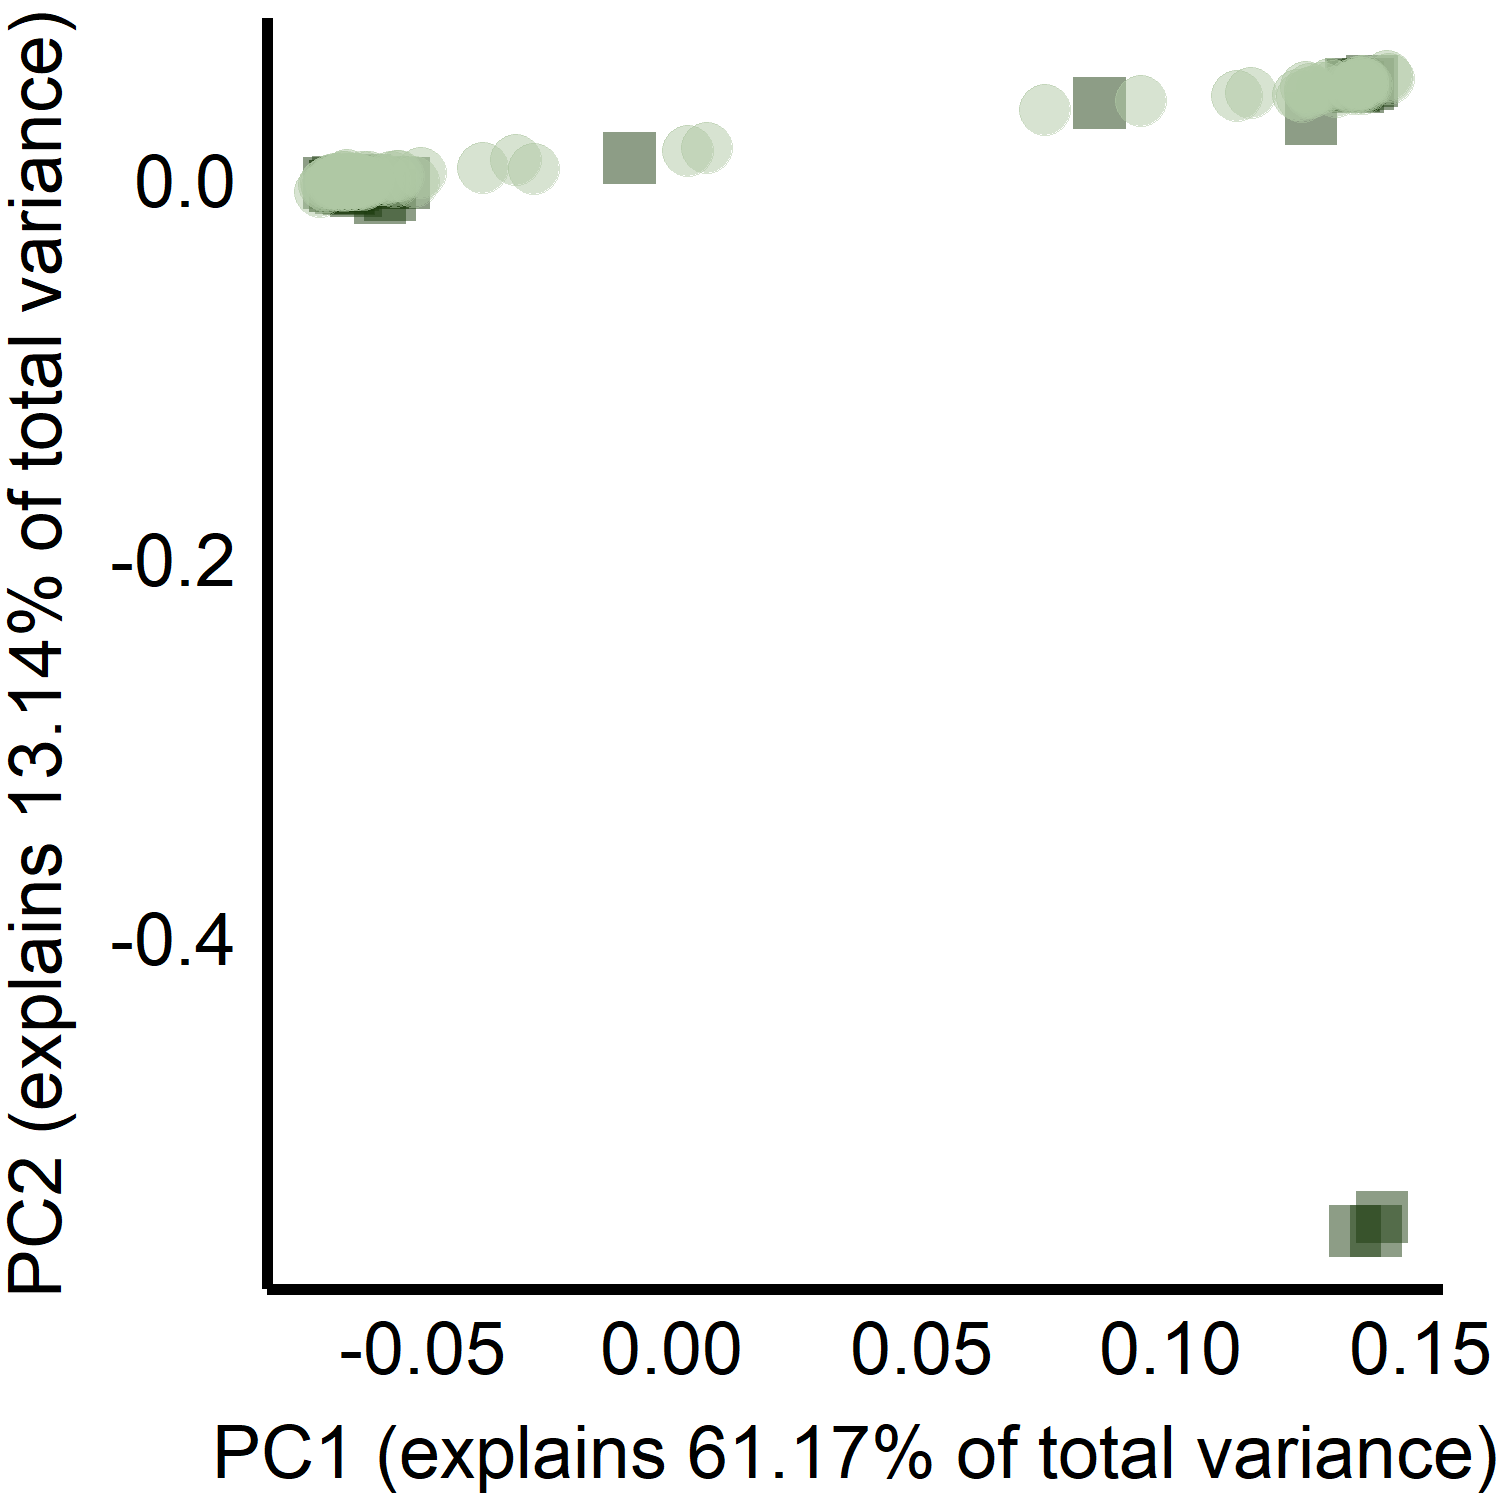 PC2 (explains 13.14% of total variance)
0.0
-0.2
-0.4
-0.05 0.00 0.05 0.10 0.15
PC1 (explains 61.17% of total variance)